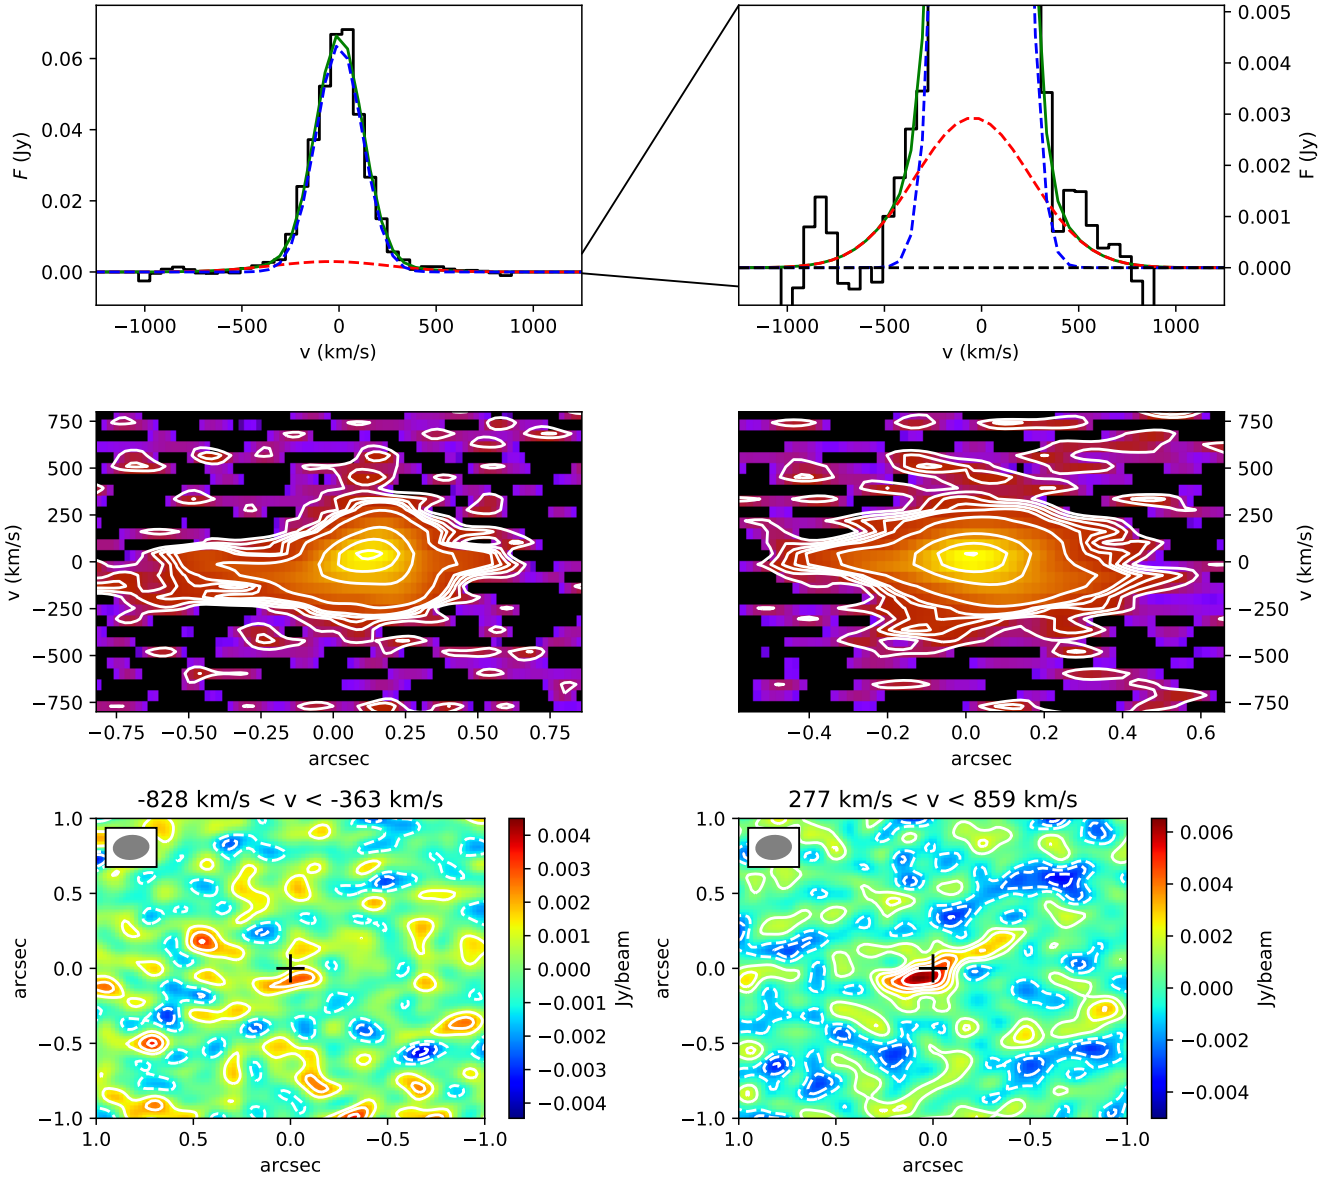 0.06
0.04
0.02
0.00
F (Jy)
−1000 −500 0 500 1000
v (km/s)
0.005
0.004
0.003
0.002
0.001
0.000
F (Jy)
−1000 −500 0 500 1000
v (km/s)
750
500
250
0
−250
−500
−750
v (km/s)
−0.75 −0.50 −0.25 0.00 0.25 0.50 0.75
arcsec
750
500
250
0
−250
−500
−750
v (km/s)
−0.4 −0.2 0.0 0.2 0.4 0.6
arcsec
-828 km/s < v < -363 km/s
1.0
0.5
0.0
−0.5
−1.0
arcsec
1.0 0.5 0.0 −0.5 −1.0
arcsec
0.004
0.003
0.002
0.001
0.000
−0.001
−0.002
−0.003
−0.004
Jy/beam
277 km/s < v < 859 km/s
1.0
0.5
0.0
−0.5
−1.0
arcsec
1.0 0.5 0.0 −0.5 −1.0
arcsec
0.006
0.004
0.002
0.000
−0.002
−0.004
Jy/beam